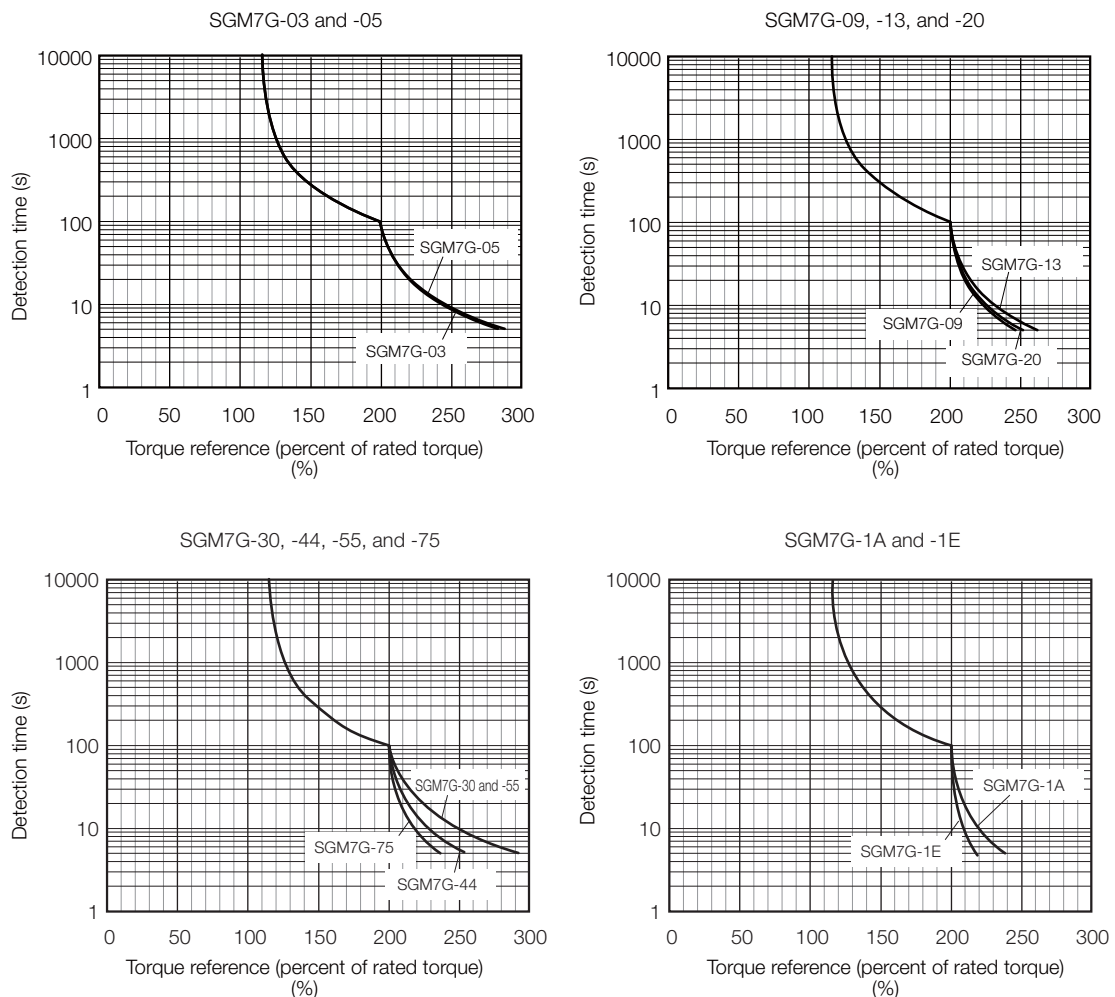 SGM7G-03 and -05
10000
1000
100
10
1
Detection time (s)
SGM7G-05
SGM7G-03
0 50 100 150 200 250 300
Torque reference (percent of rated torque)
(%)
SGM7G-09, -13, and -20
10000
1000
100
10
1
Detection time (s)
SGM7G-13
SGM7G-09
SGM7G-20
0 50 100 150 200 250 300
Torque reference (percent of rated torque)
(%)
SGM7G-30, -44, -55, and -75
10000
1000
100
10
1
Detection time (s)
SGM7G-30 and -55
SGM7G-75
SGM7G-44
0 50 100 150 200 250 300
Torque reference (percent of rated torque)
(%)
SGM7G-1A and -1E
10000
1000
100
10
1
Detection time (s)
SGM7G-1A
SGM7G-1E
0 50 100 150 200 250 300
Torque reference (percent of rated torque)
(%)